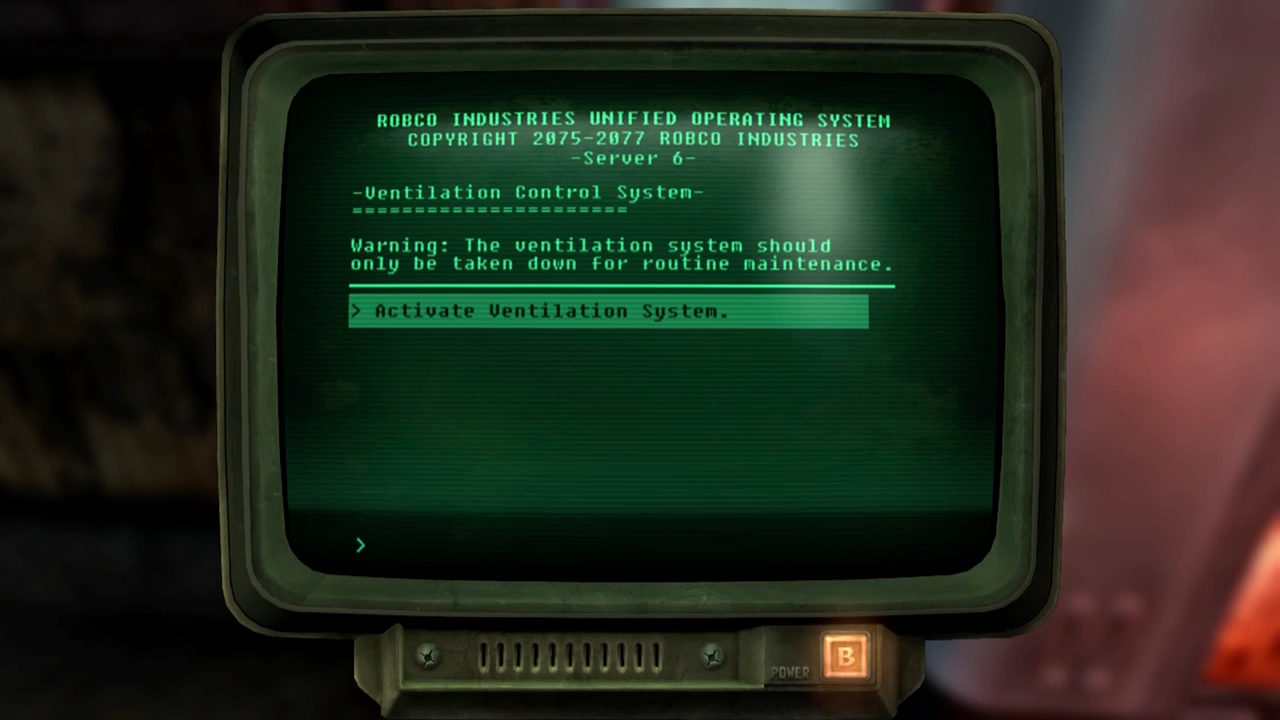 ROBCO INDUSTRIES UNIFIED OPERATING SYSTEM
COPYRIGHT 2075-2077 ROBCO INDUSTRIES
-Server 6-
-Ventilation Control System-
======================
Warning: The ventilation system should
only be taken down for routine maintenance.
> Activate Ventilation System.
>
POWER B